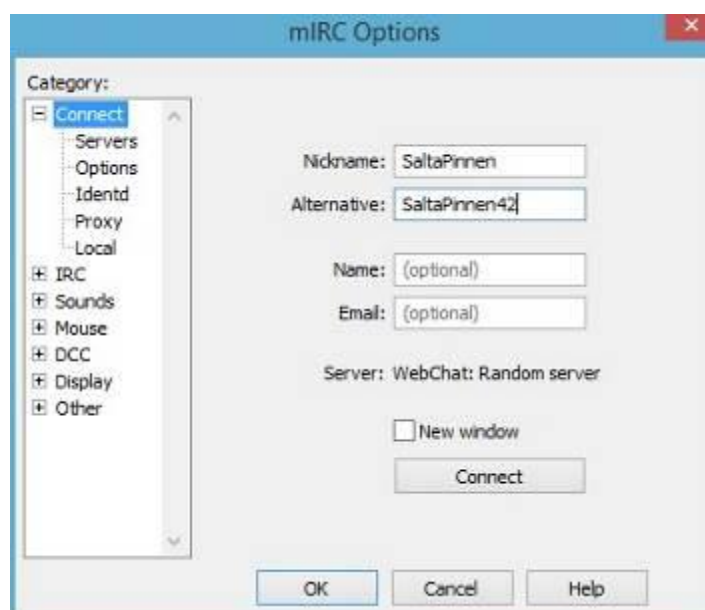 mIRC Options
Category:
Connect
Servers
Options
Identd
Proxy
Local
IRC
Sounds
Mouse
DCC
Display
Other
Nickname: SaltaPinnen
Alternative: SaltaPinnen42
Name: (optional)
Email: (optional)
Server: WebChat: Random server
New window
Connect
OK Cancel Help